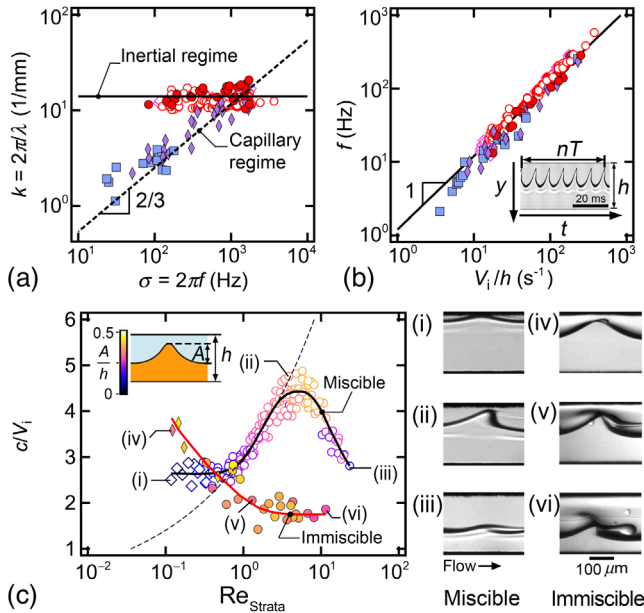 k = 2π/λ (1/mm)
10²
10¹
10⁰
Inertial regime
Capillary
regime
2/3
10¹ 10² 10³ 10⁴
σ = 2πf (Hz)
(a)
f (Hz)
10³
10²
10¹
10⁰
1
nT
y
h
20 ms
t
10⁰ 10¹ 10² 10³
Vᵢ/h (s⁻¹)
(b)
c/Vᵢ
6
5
4
3
2
1
0.5
A
h
0
A
h
(ii)
Miscible
(iv)
(i)
(iii)
(v)
(vi)
Immiscible
10⁻² 10⁻¹ 10⁰ 10¹ 10²
Re_Strata
(c)
(i)
(iv)
(ii)
(v)
(iii)
(vi)
Flow
100 μm
Miscible
Immiscible